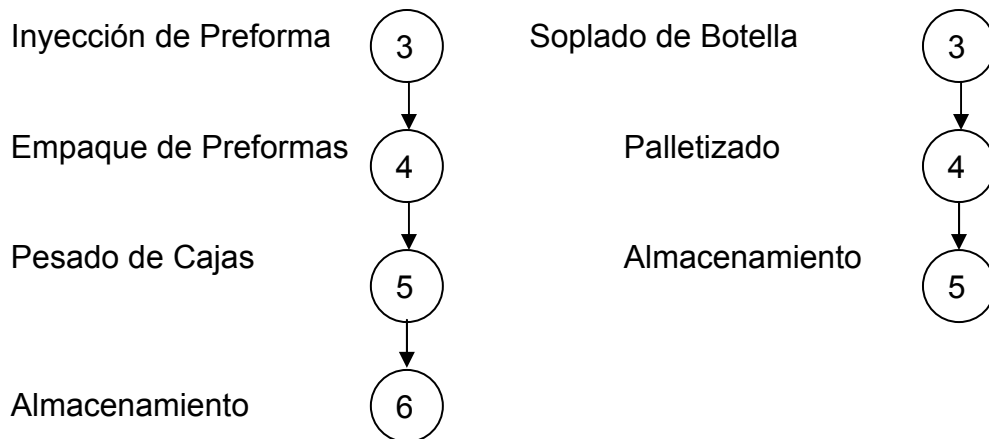 Inyección de Preforma 3 Soplado de Botella 3
Empaque de Preformas 4 Palletizado 4
Pesado de Cajas 5 Almacenamiento 5
Almacenamiento 6